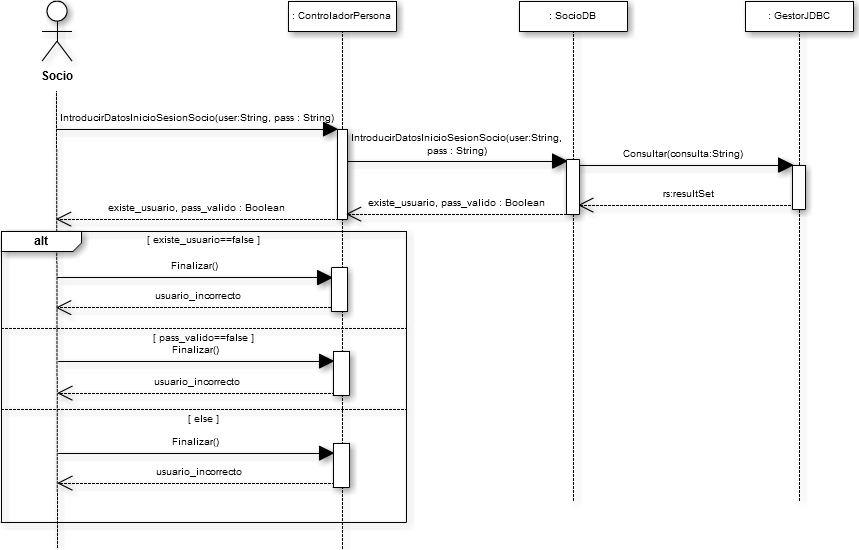 : ControladorPersona
: SocioDB
: GestorJDBC
Socio
IntroducirDatosInicioSesionSocio(user:String, pass : String)
IntroducirDatosInicioSesionSocio(user:String,
pass : String)
Consultar(consulta:String)
rs:resultSet
existe_usuario, pass_valido : Boolean
existe_usuario, pass_valido : Boolean
alt
[ existe_usuario==false ]
Finalizar()
usuario_incorrecto
[ pass_valido==false ]
Finalizar()
usuario_incorrecto
[ else ]
Finalizar()
usuario_incorrecto